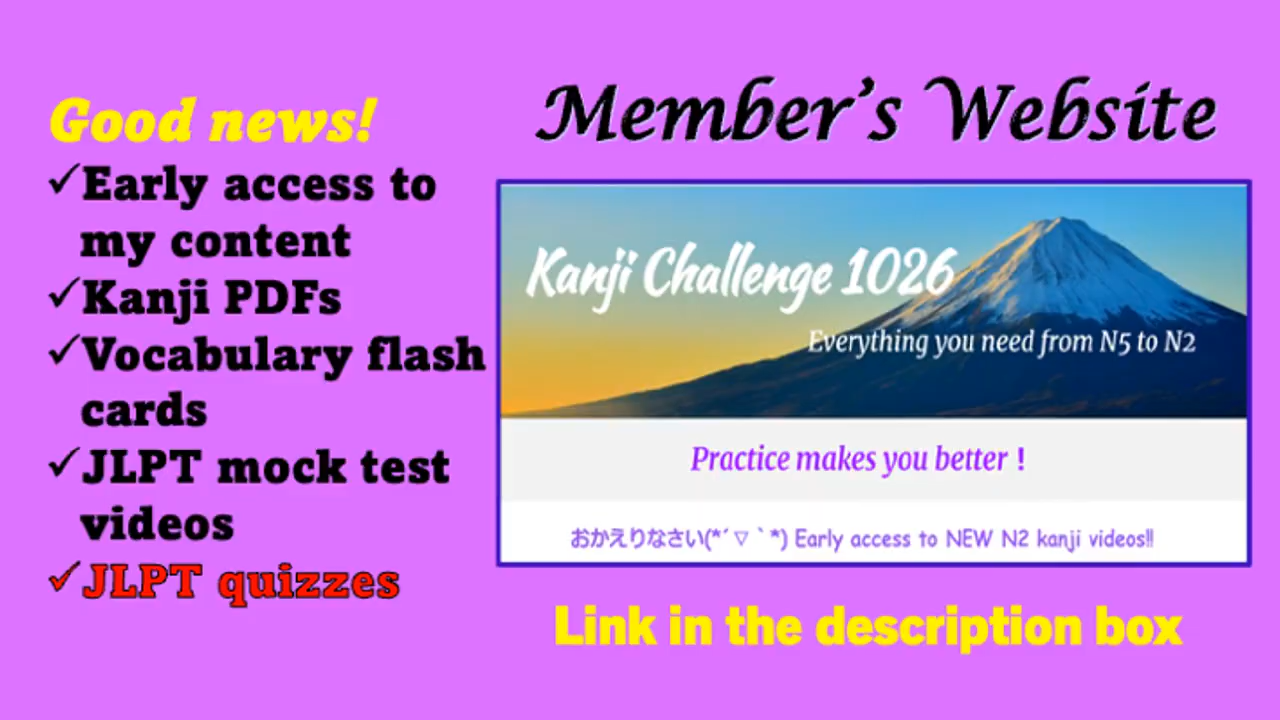 Good news!
✓Early access to
my content
✓Kanji PDFs
✓Vocabulary flash
cards
✓JLPT mock test
videos
✓JLPT quizzes
Member's Website
Kanji Challenge 1026
Everything you need from N5 to N2
Practice makes you better !
おかえりなさい(*´▽｀*) Early access to NEW N2 kanji videos!!
Link in the description box